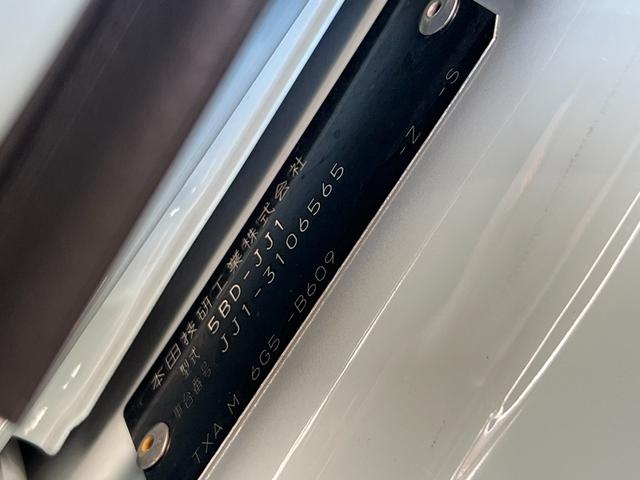 本田技研工業株式会社
型式 5BD-JJ1
車台番号 JJ1-3106565
TXA M 6G5 -B609 -Z -S